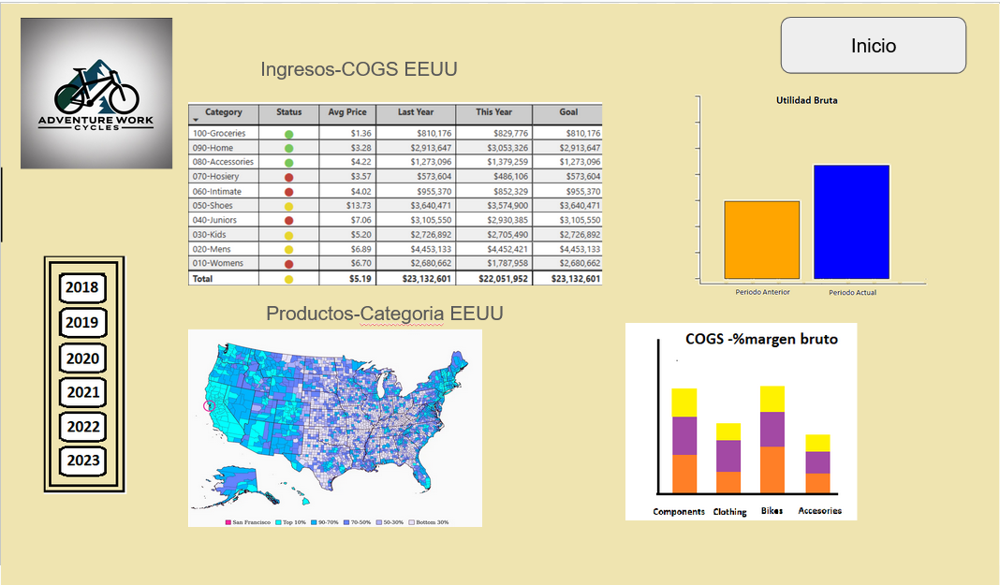 ADVENTURE WORK
CYCLES
Inicio
Ingresos-COGS EEUU
Category Status Avg Price Last Year This Year Goal
100-Groceries $1.36 $810,176 $829,776 $810,176
090-Home $3.28 $2,913,647 $3,053,326 $2,913,647
080-Accessories $4.22 $1,273,096 $1,379,259 $1,273,096
070-Hosiery $3.57 $573,604 $486,106 $573,604
060-Intimate $4.02 $955,370 $852,329 $955,370
050-Shoes $13.73 $3,640,471 $3,574,900 $3,640,471
040-Juniors $7.06 $3,105,550 $2,930,385 $3,105,550
030-Kids $5.20 $2,726,892 $2,705,490 $2,726,892
020-Mens $6.89 $4,453,133 $4,452,421 $4,453,133
010-Womens $6.70 $2,680,662 $1,787,958 $2,680,662
Total $5.19 $23,132,601 $22,051,952 $23,132,601
Utilidad Bruta
Periodo Anterior Periodo Actual
2018
2019
2020
2021
2022
2023
Productos-Categoria EEUU
San Francisco Top 10% 90-70% 70-50% 50-30% Bottom 30%
COGS -%margen bruto
Components Clothing Bikes Accesories